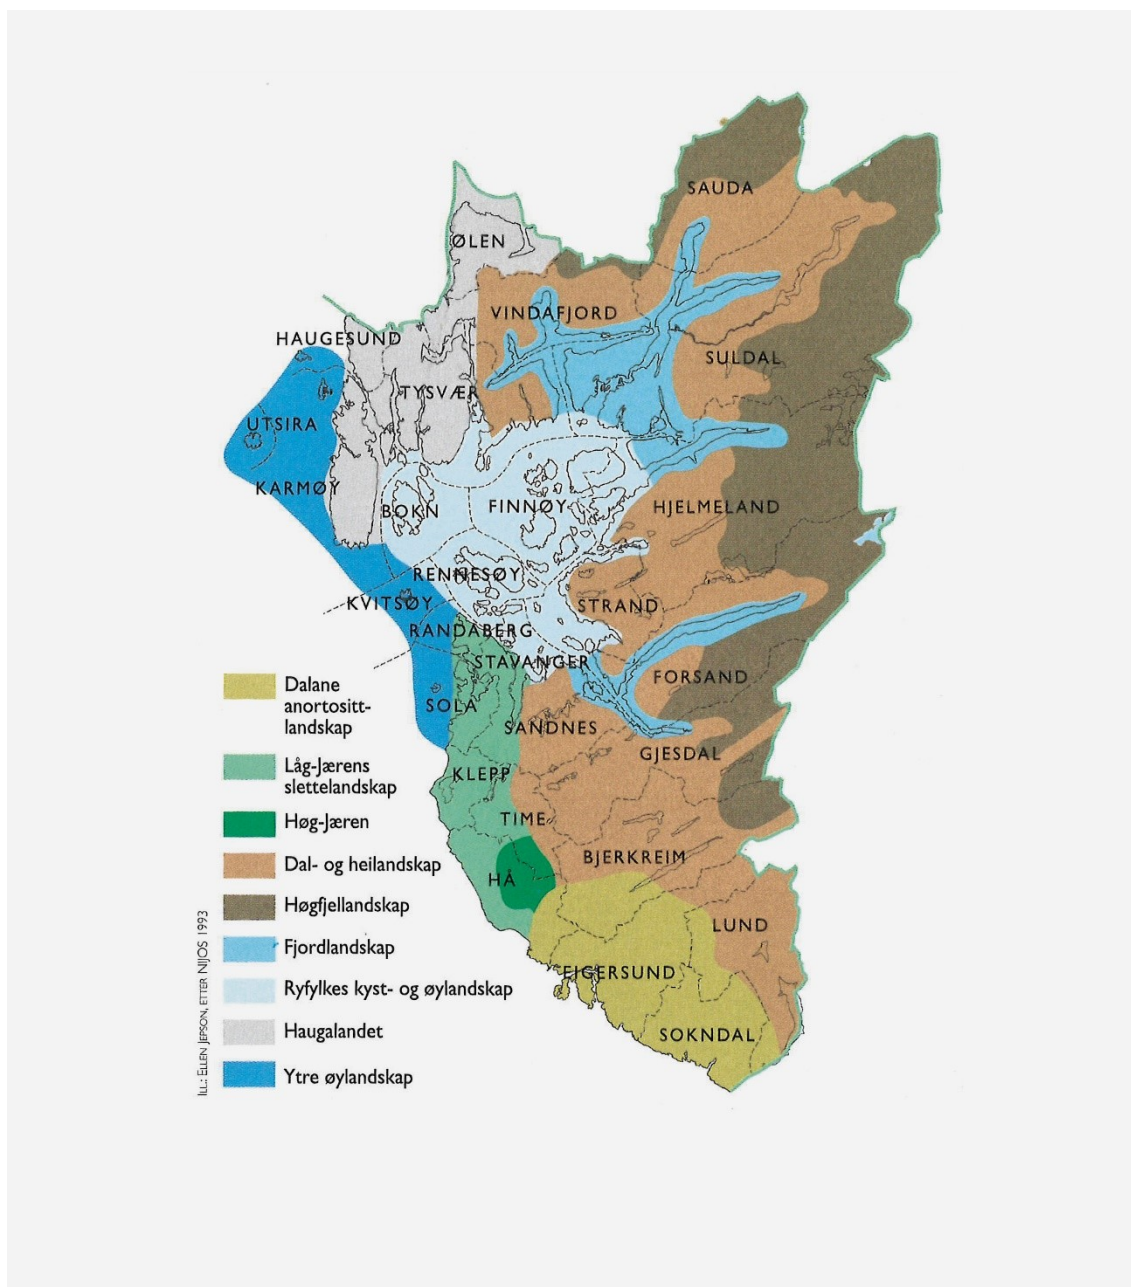 SAUDA
ØLEN
VINDAFJORD
HAUGESUND
SULDAL
TYSVÆR
UTSIRA
KARMØY
BOKN
FINNØY
HJELMELAND
RENNESØY
KVITSØY
STRAND
RANDABERG
STAVANGER
FORSAND
SOLA
SANDNES
GJESDAL
KLEPP
TIME
BJERKREIM
HÅ
LUND
EIGERSUND
SOKNDAL
Dalane
anortositt-
landskap
Låg-Jærens
slettelandskap
Høg-Jæren
Dal- og heilandskap
Høgfjellandskap
Fjordlandskap
Ryfylkes kyst- og øylandskap
Haugalandet
Ytre øylandskap
ILL.: ELLEN JEPSON, ETTER NIJOS 1993